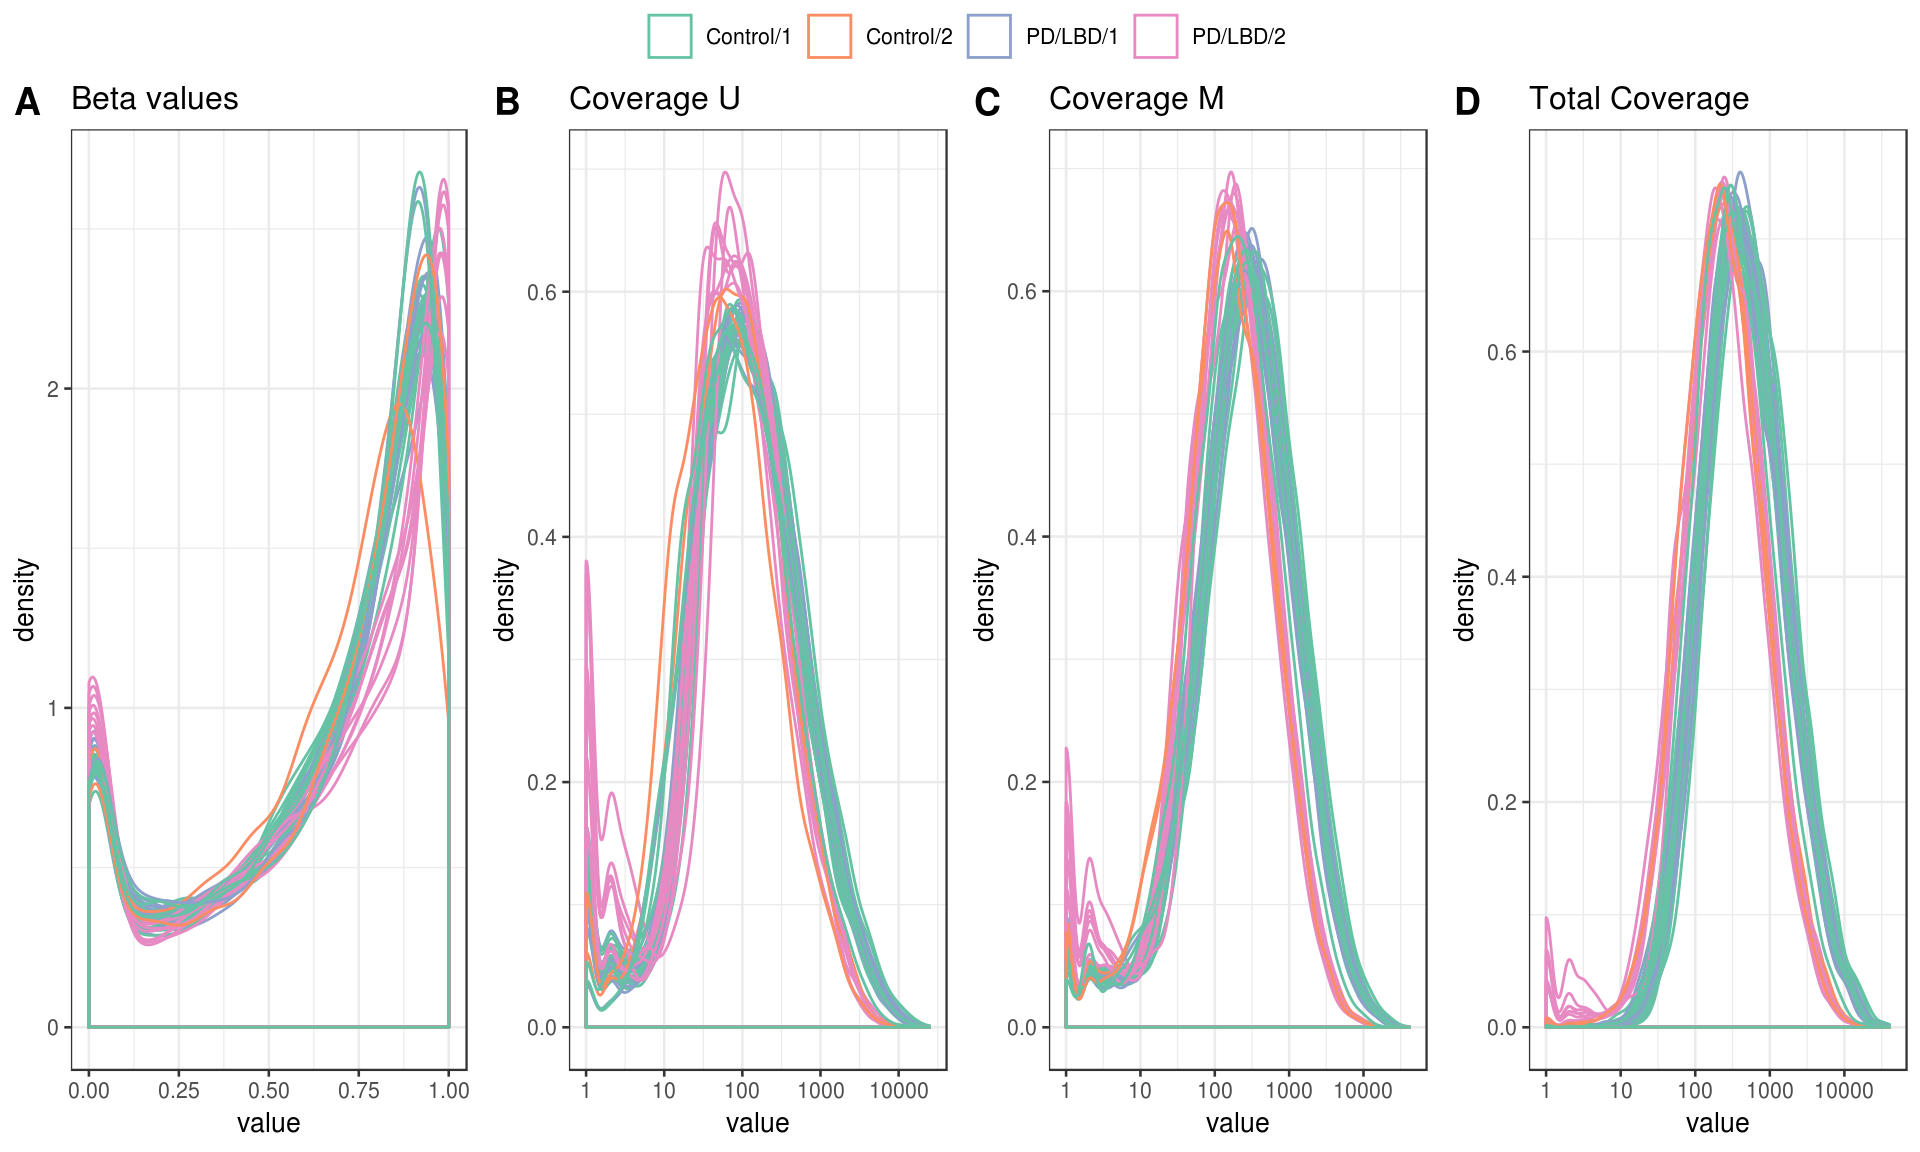 Control/1 Control/2 PD/LBD/1 PD/LBD/2
A Beta values
density
2
1
0
0.00 0.25 0.50 0.75 1.00
value
B Coverage U
density
0.6
0.4
0.2
0.0
1 10 100 1000 10000
value
C Coverage M
density
0.6
0.4
0.2
0.0
1 10 100 1000 10000
value
D Total Coverage
density
0.6
0.4
0.2
0.0
1 10 100 1000 10000
value